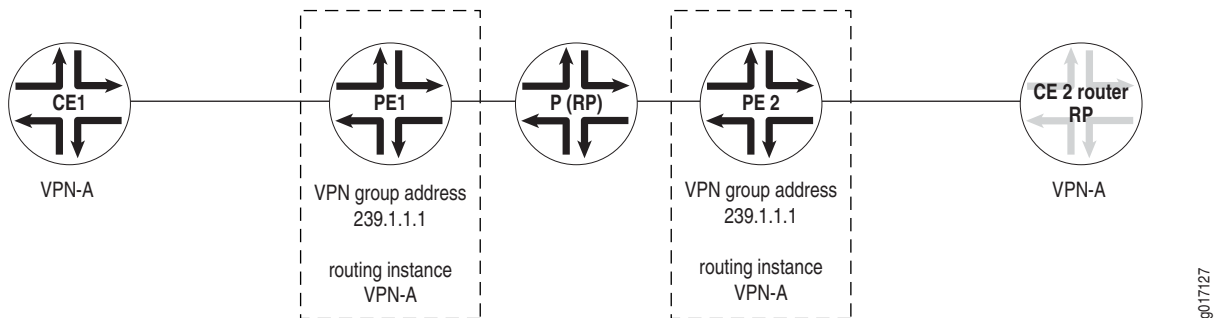 CE1
PE1
P (RP)
PE 2
CE 2 router
RP
VPN-A
VPN group address
239.1.1.1
routing instance
VPN-A
VPN group address
239.1.1.1
routing instance
VPN-A
VPN-A
g017127